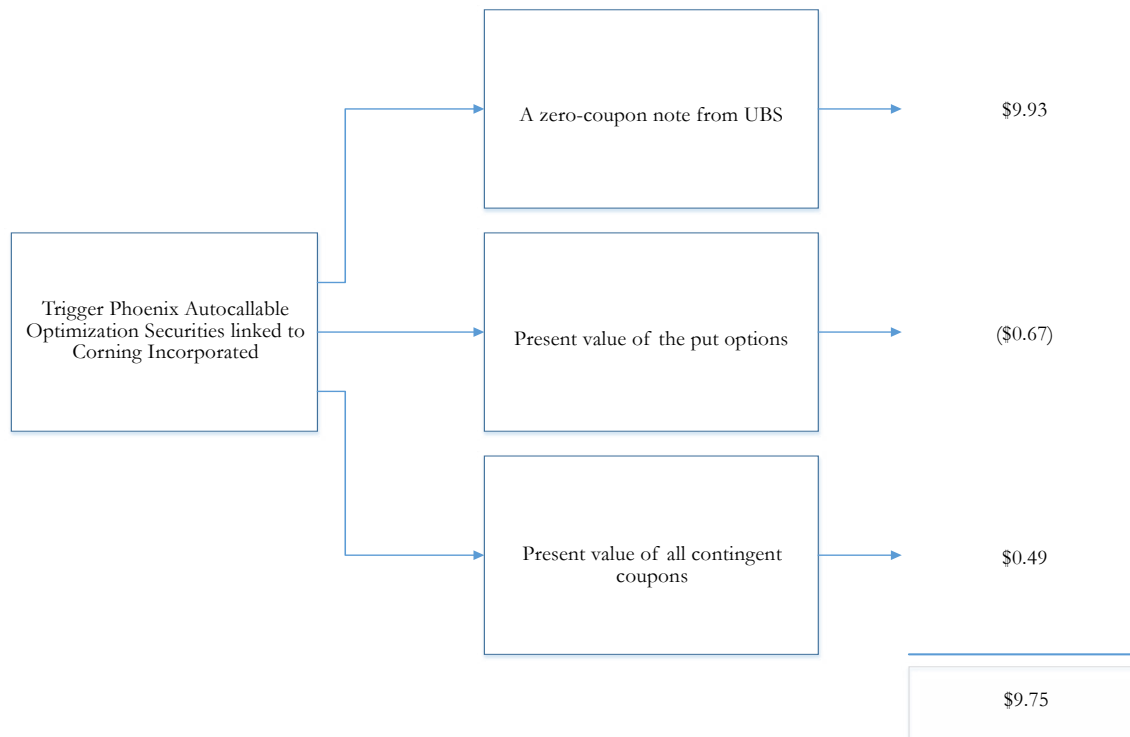 A zero-coupon note from UBS
$9.93
Trigger Phoenix Autocallable
Optimization Securities linked to
Corning Incorporated
Present value of the put options
($0.67)
Present value of all contingent
coupons
$0.49
$9.75